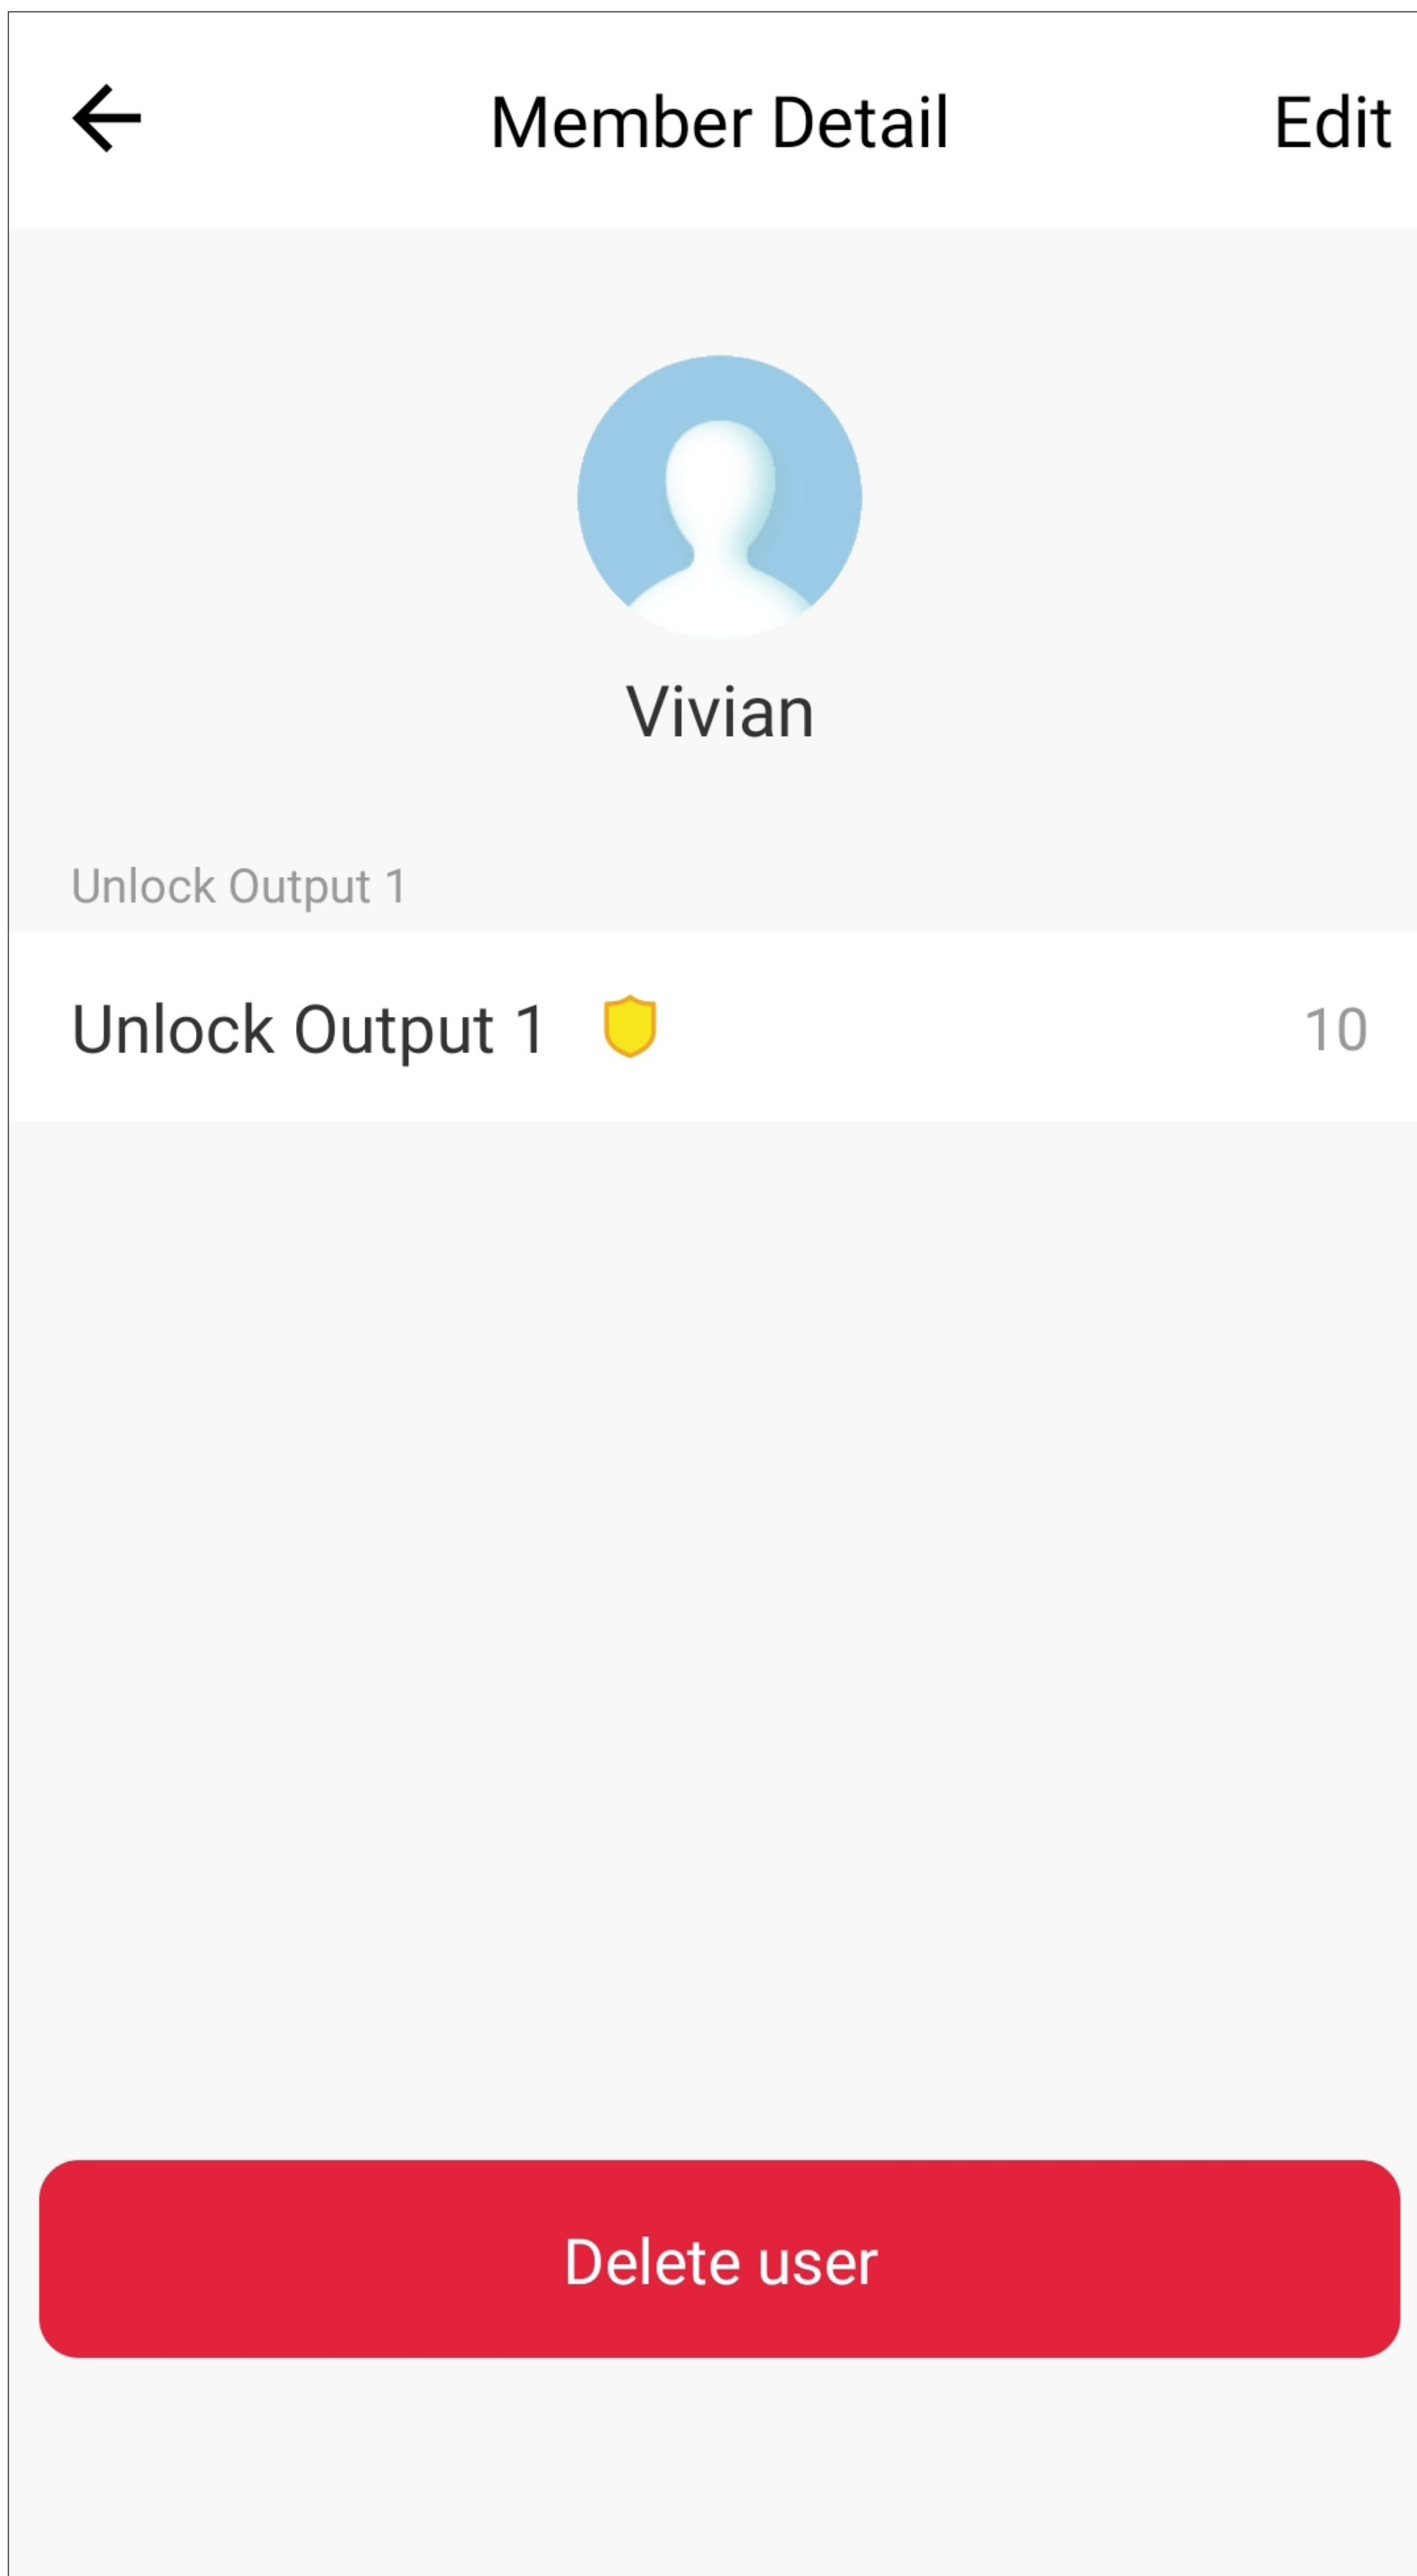 Member Detail
Edit
Vivian
Unlock Output 1
Unlock Output 1
10
Delete user